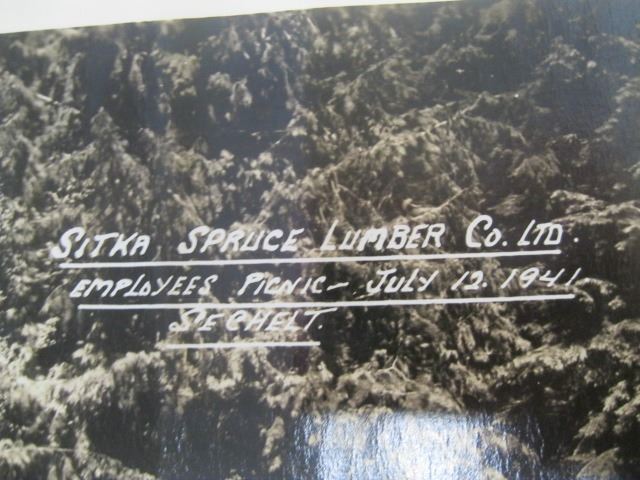 SITKA SPRUCE LUMBER CO. LTD.
EMPLOYEES PICNIC — JULY 12. 1941
SECHELT.